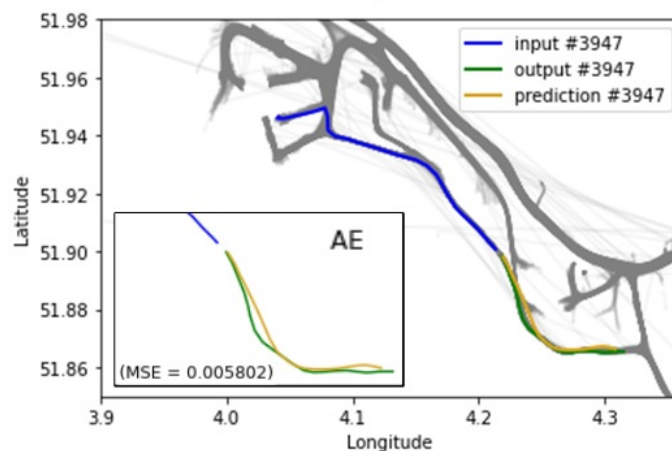 51.98
51.96
51.94
51.92
51.90
51.88
51.86
Latitude
input #3947
output #3947
prediction #3947
AE
(MSE = 0.005802)
3.9 4.0 4.1 4.2 4.3
Longitude